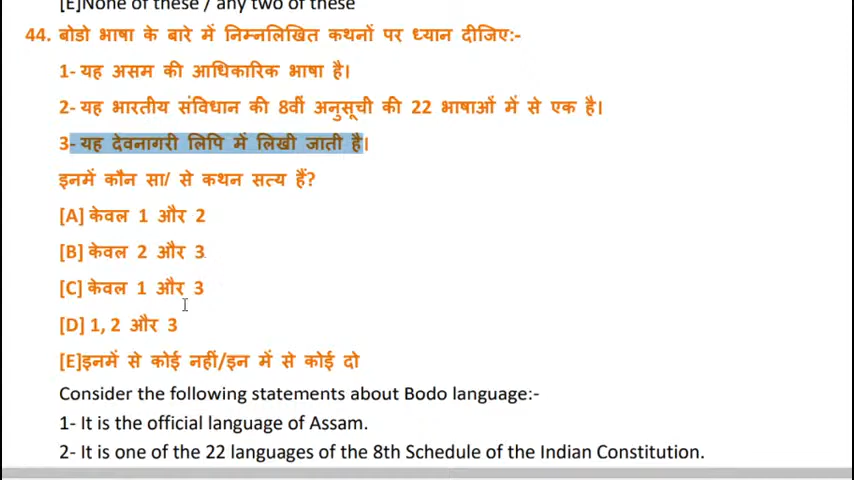 [E]None of these / any two of these
44. बोडो भाषा के बारे में निम्नलिखित कथनों पर ध्यान दीजिए:-
1- यह असम की आधिकारिक भाषा है।
2- यह भारतीय संविधान की 8वीं अनुसूची की 22 भाषाओं में से एक है।
3- यह देवनागरी लिपि में लिखी जाती है।
इनमें कौन सा/ से कथन सत्य हैं?
[A] केवल 1 और 2
[B] केवल 2 और 3
[C] केवल 1 और 3
[D] 1, 2 और 3
[E]इनमें से कोई नहीं/इन में से कोई दो
Consider the following statements about Bodo language:-
1- It is the official language of Assam.
2- It is one of the 22 languages of the 8th Schedule of the Indian Constitution.